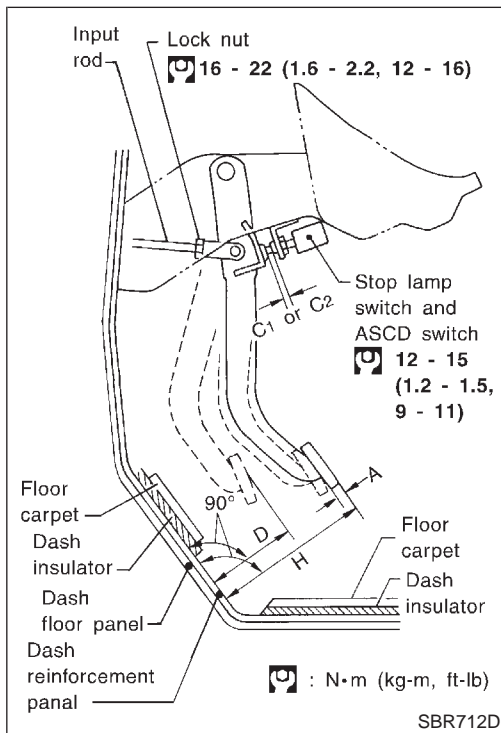 Input
rod
Lock nut
16 - 22 (1.6 - 2.2, 12 - 16)
C1 or C2
Stop lamp
switch and
ASCD switch
12 - 15
(1.2 - 1.5,
9 - 11)
A
90°
D
H
Floor
carpet
Dash
insulator
Dash
floor panel
Dash
reinforcement
panal
Floor
carpet
Dash
insulator
: N•m (kg-m, ft-lb)
SBR712D